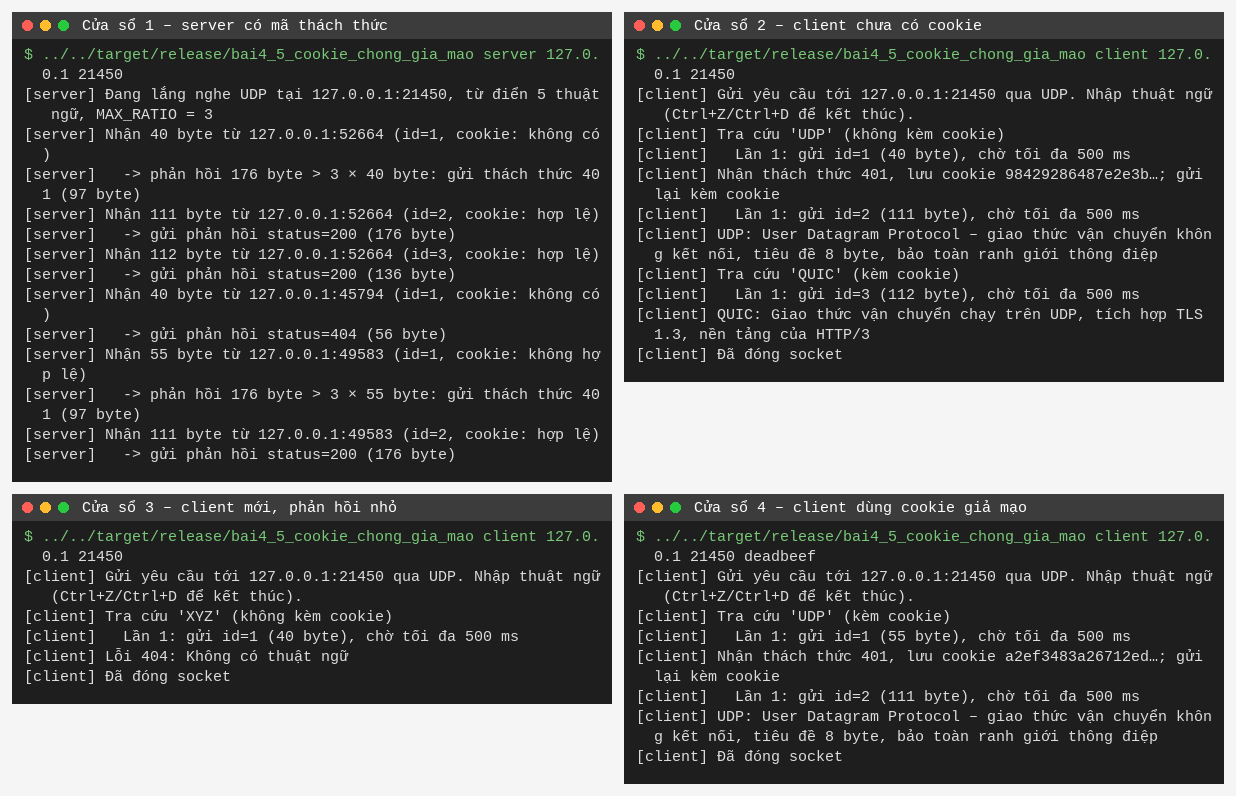 Cửa sổ 1 – server có mã thách thức
$ ../../target/release/bai4_5_cookie_chong_gia_mao server 127.0.
0.1 21450
[server] Đang lắng nghe UDP tại 127.0.0.1:21450, từ điển 5 thuật
ngữ, MAX_RATIO = 3
[server] Nhận 40 byte từ 127.0.0.1:52664 (id=1, cookie: không có
)
[server]   -> phản hồi 176 byte > 3 × 40 byte: gửi thách thức 40
1 (97 byte)
[server] Nhận 111 byte từ 127.0.0.1:52664 (id=2, cookie: hợp lệ)
[server]   -> gửi phản hồi status=200 (176 byte)
[server] Nhận 112 byte từ 127.0.0.1:52664 (id=3, cookie: hợp lệ)
[server]   -> gửi phản hồi status=200 (136 byte)
[server] Nhận 40 byte từ 127.0.0.1:45794 (id=1, cookie: không có
)
[server]   -> gửi phản hồi status=404 (56 byte)
[server] Nhận 55 byte từ 127.0.0.1:49583 (id=1, cookie: không hợ
p lệ)
[server]   -> phản hồi 176 byte > 3 × 55 byte: gửi thách thức 40
1 (97 byte)
[server] Nhận 111 byte từ 127.0.0.1:49583 (id=2, cookie: hợp lệ)
[server]   -> gửi phản hồi status=200 (176 byte)
Cửa sổ 2 – client chưa có cookie
$ ../../target/release/bai4_5_cookie_chong_gia_mao client 127.0.
0.1 21450
[client] Gửi yêu cầu tới 127.0.0.1:21450 qua UDP. Nhập thuật ngữ
(Ctrl+Z/Ctrl+D để kết thúc).
[client] Tra cứu 'UDP' (không kèm cookie)
[client]   Lần 1: gửi id=1 (40 byte), chờ tối đa 500 ms
[client] Nhận thách thức 401, lưu cookie 98429286487e2e3b…; gửi
lại kèm cookie
[client]   Lần 1: gửi id=2 (111 byte), chờ tối đa 500 ms
[client] UDP: User Datagram Protocol – giao thức vận chuyển khôn
g kết nối, tiêu đề 8 byte, bảo toàn ranh giới thông điệp
[client] Tra cứu 'QUIC' (kèm cookie)
[client]   Lần 1: gửi id=3 (112 byte), chờ tối đa 500 ms
[client] QUIC: Giao thức vận chuyển chạy trên UDP, tích hợp TLS
1.3, nền tảng của HTTP/3
[client] Đã đóng socket
Cửa sổ 3 – client mới, phản hồi nhỏ
$ ../../target/release/bai4_5_cookie_chong_gia_mao client 127.0.
0.1 21450
[client] Gửi yêu cầu tới 127.0.0.1:21450 qua UDP. Nhập thuật ngữ
(Ctrl+Z/Ctrl+D để kết thúc).
[client] Tra cứu 'XYZ' (không kèm cookie)
[client]   Lần 1: gửi id=1 (40 byte), chờ tối đa 500 ms
[client] Lỗi 404: Không có thuật ngữ
[client] Đã đóng socket
Cửa sổ 4 – client dùng cookie giả mạo
$ ../../target/release/bai4_5_cookie_chong_gia_mao client 127.0.
0.1 21450 deadbeef
[client] Gửi yêu cầu tới 127.0.0.1:21450 qua UDP. Nhập thuật ngữ
(Ctrl+Z/Ctrl+D để kết thúc).
[client] Tra cứu 'UDP' (kèm cookie)
[client]   Lần 1: gửi id=1 (55 byte), chờ tối đa 500 ms
[client] Nhận thách thức 401, lưu cookie a2ef3483a26712ed…; gửi
lại kèm cookie
[client]   Lần 1: gửi id=2 (111 byte), chờ tối đa 500 ms
[client] UDP: User Datagram Protocol – giao thức vận chuyển khôn
g kết nối, tiêu đề 8 byte, bảo toàn ranh giới thông điệp
[client] Đã đóng socket